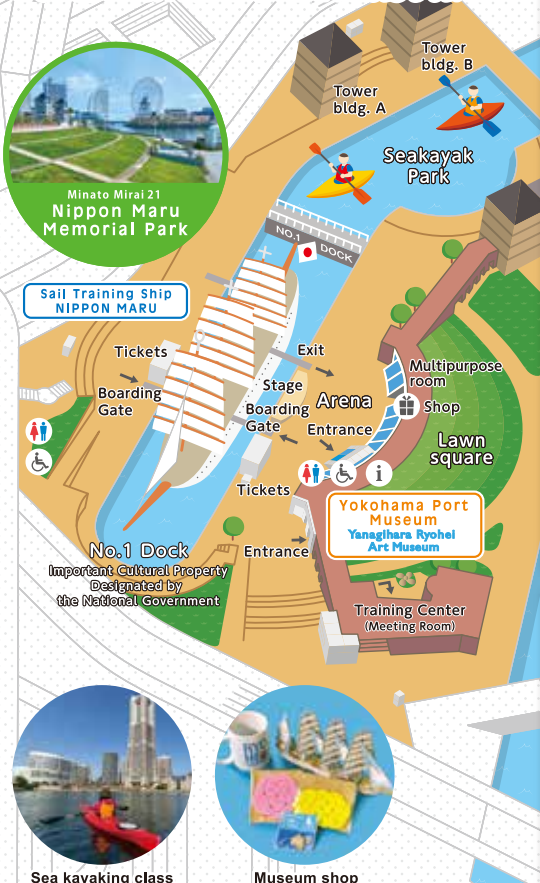 Tower
bldg. B
Tower
bldg. A
Seakayak
Park
Minato Mirai 21
Nippon Maru
Memorial Park
NO.1 DOCK
Sail Training Ship
NIPPON MARU
Tickets
Exit
Boarding
Gate
Stage
Multipurpose
room
Arena
Shop
Boarding
Gate
Entrance
Lawn
square
i
Tickets
Yokohama Port
Museum
Yanagihara Ryohei
Art Museum
No.1 Dock
Important Cultural Property
Designated by
the National Government
Entrance
Training Center
(Meeting Room)
Sea kayaking class
Museum shop